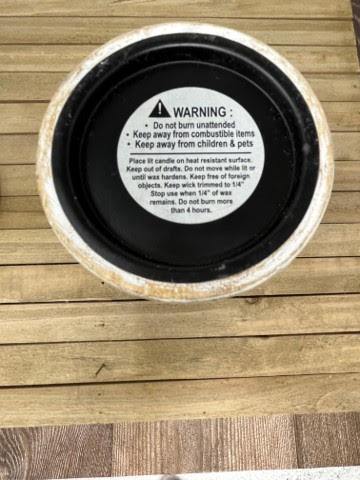 WARNING :
• Do not burn unattended
• Keep away from combustible items
• Keep away from children & pets
Place lit candle on heat resistant surface.
Keep out of drafts. Do not move while lit or
until wax hardens. Keep free of foreign
objects. Keep wick trimmed to 1/4"
Stop use when 1/4" of wax
remains. Do not burn more
than 4 hours.